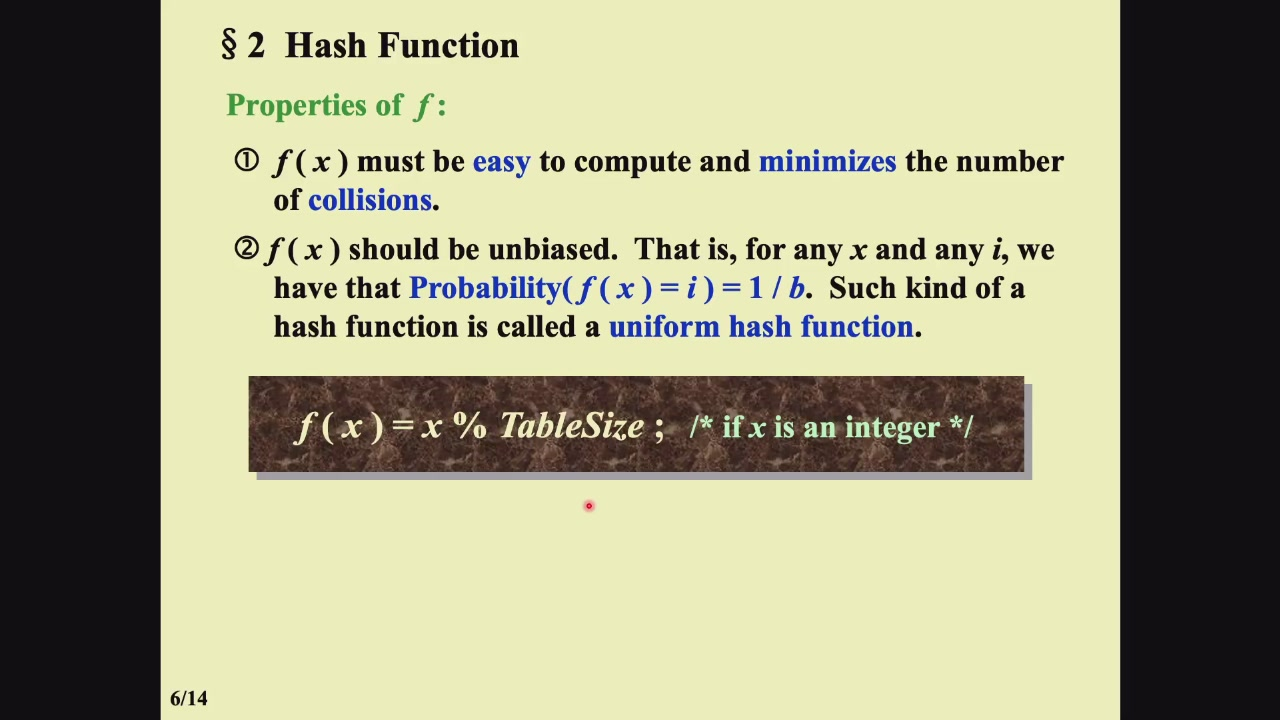 § 2 Hash Function
Properties of f :
① f ( x ) must be easy to compute and minimizes the number
of collisions.
② f ( x ) should be unbiased. That is, for any x and any i, we
have that Probability( f ( x ) = i ) = 1 / b. Such kind of a
hash function is called a uniform hash function.
f ( x ) = x % TableSize ; /* if x is an integer */
6/14